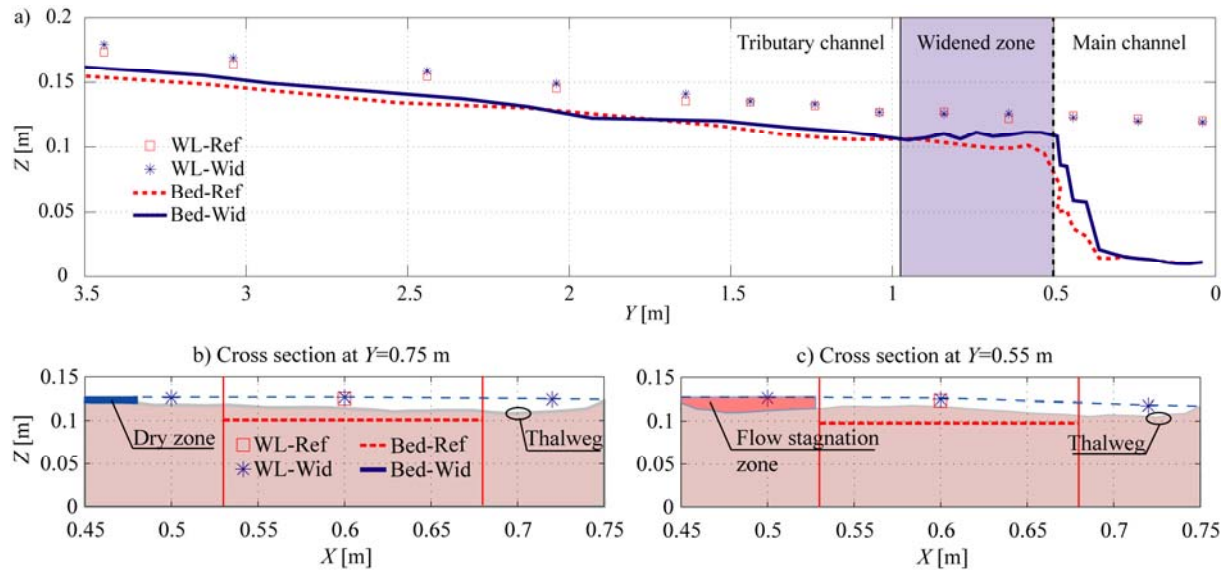 a)
0.2
0.15
0.1
0.05
0
Z [m]
Tributary channel
Widened zone
Main channel
WL-Ref
WL-Wid
Bed-Ref
Bed-Wid
3.5 3 2.5 2 1.5 1 0.5 0
Y [m]
b) Cross section at Y=0.75 m
0.15
0.1
0.05
0
Z [m]
Dry zone
WL-Ref Bed-Ref
WL-Wid Bed-Wid
Thalweg
0.45 0.5 0.55 0.6 0.65 0.7 0.75
X [m]
c) Cross section at Y=0.55 m
0.15
0.1
0.05
0
Flow stagnation
zone
Thalweg
0.45 0.5 0.55 0.6 0.65 0.7 0.75
X [m]